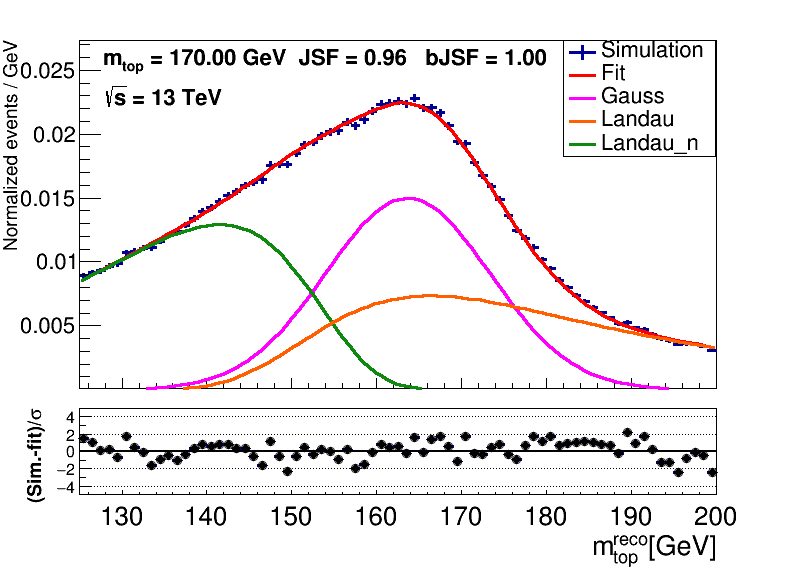 Normalized events / GeV
m_top = 170.00 GeV JSF = 0.96 bJSF = 1.00
√s = 13 TeV
Simulation
Fit
Gauss
Landau
Landau_n
0.025
0.02
0.015
0.01
0.005
(Sim.-fit)/σ
4
2
0
−2
−4
130 140 150 160 170 180 190 200
m_top^reco[GeV]